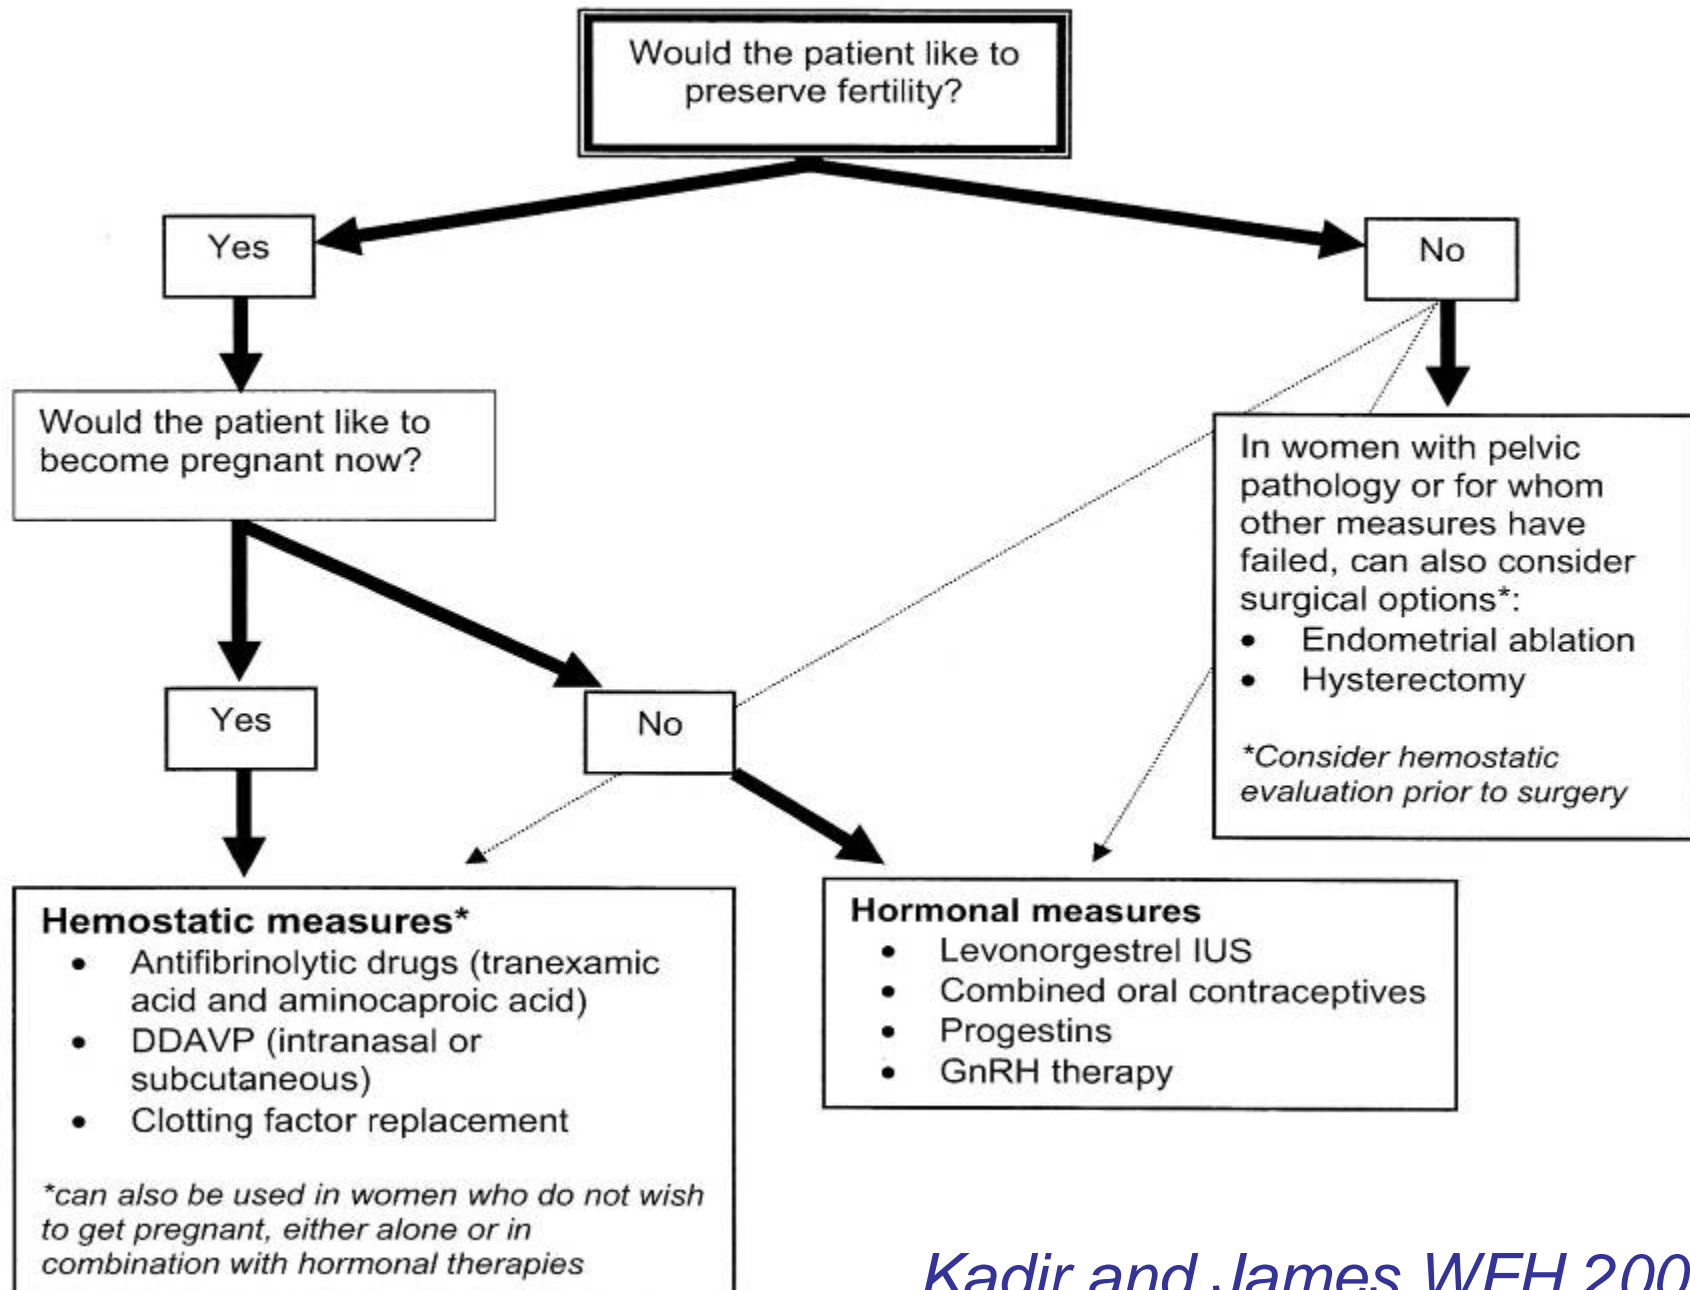 Would the patient like to
preserve fertility?
Yes
No
Would the patient like to
become pregnant now?
In women with pelvic
pathology or for whom
other measures have
failed, can also consider
surgical options*:
• Endometrial ablation
• Hysterectomy
*Consider hemostatic
evaluation prior to surgery
Yes
No
Hemostatic measures*
• Antifibrinolytic drugs (tranexamic
acid and aminocaproic acid)
• DDAVP (intranasal or
subcutaneous)
• Clotting factor replacement
*can also be used in women who do not wish
to get pregnant, either alone or in
combination with hormonal therapies
Hormonal measures
• Levonorgestrel IUS
• Combined oral contraceptives
• Progestins
• GnRH therapy
Kadir and James WFH 200